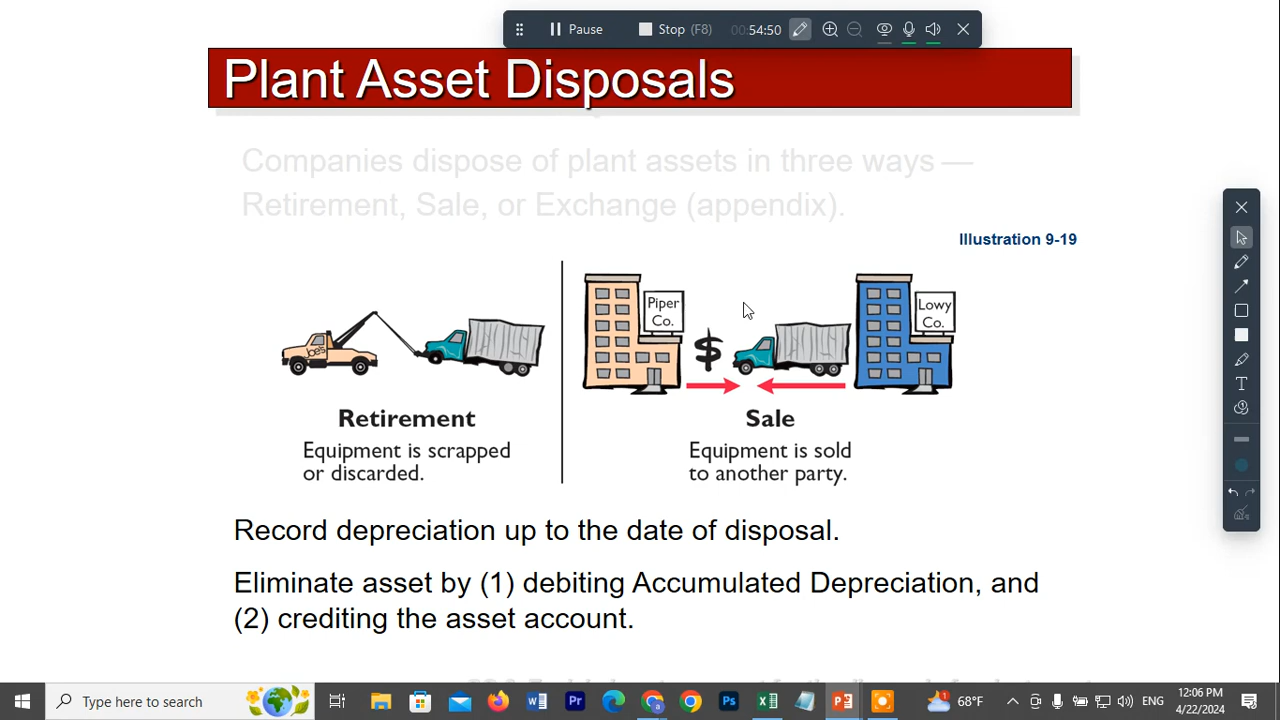 Pause Stop (F8) 00:54:50
Plant Asset Disposals
Companies dispose of plant assets in three ways —
Retirement, Sale, or Exchange (appendix).
Illustration 9-19
Joe's
Piper
Co.
$
Lowy
Co.
Retirement
Equipment is scrapped
or discarded.
Sale
Equipment is sold
to another party.
Record depreciation up to the date of disposal.
Eliminate asset by (1) debiting Accumulated Depreciation, and
(2) crediting the asset account.
Type here to search
68°F
ENG
12:06 PM
4/22/2024